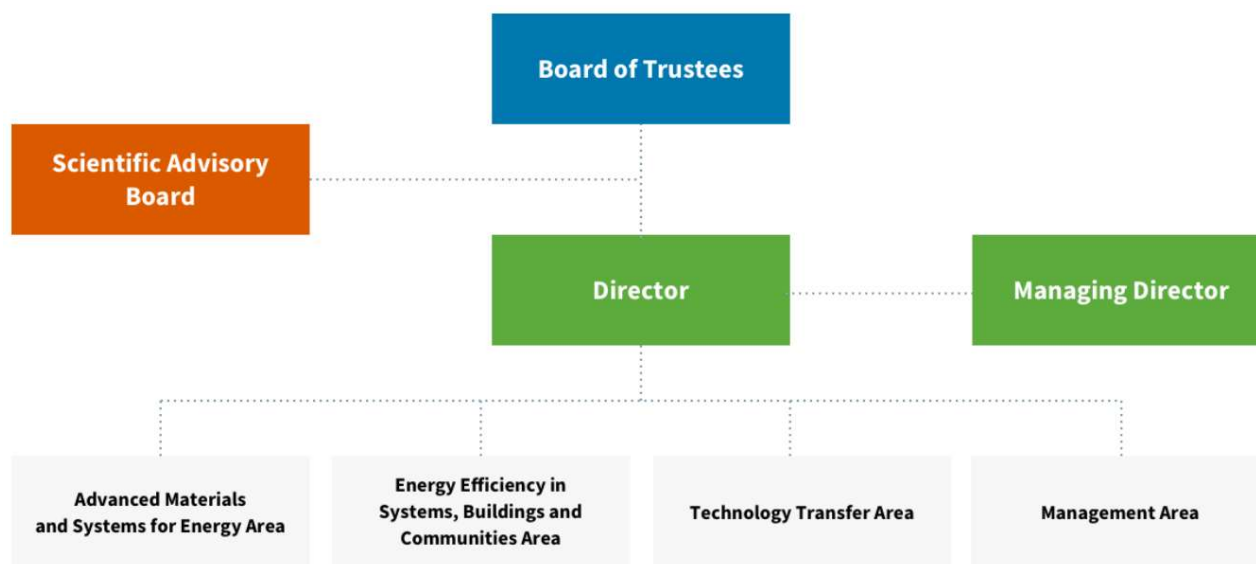 Board of Trustees
Scientific Advisory
Board
Director
Managing Director
Advanced Materials
and Systems for Energy Area
Energy Efficiency in
Systems, Buildings and
Communities Area
Technology Transfer Area
Management Area